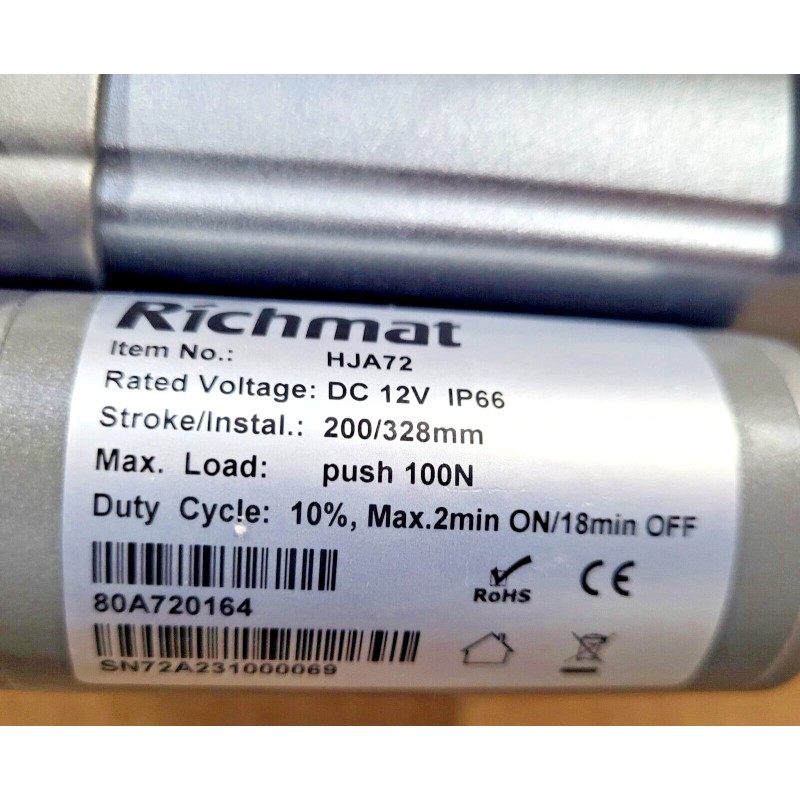 Richmat
Item No.: HJA72
Rated Voltage: DC 12V IP66
Stroke/Instal.: 200/328mm
Max. Load: push 100N
Duty Cycle: 10%, Max.2min ON/18min OFF
80A720164
RoHS CE
SN72A231000069